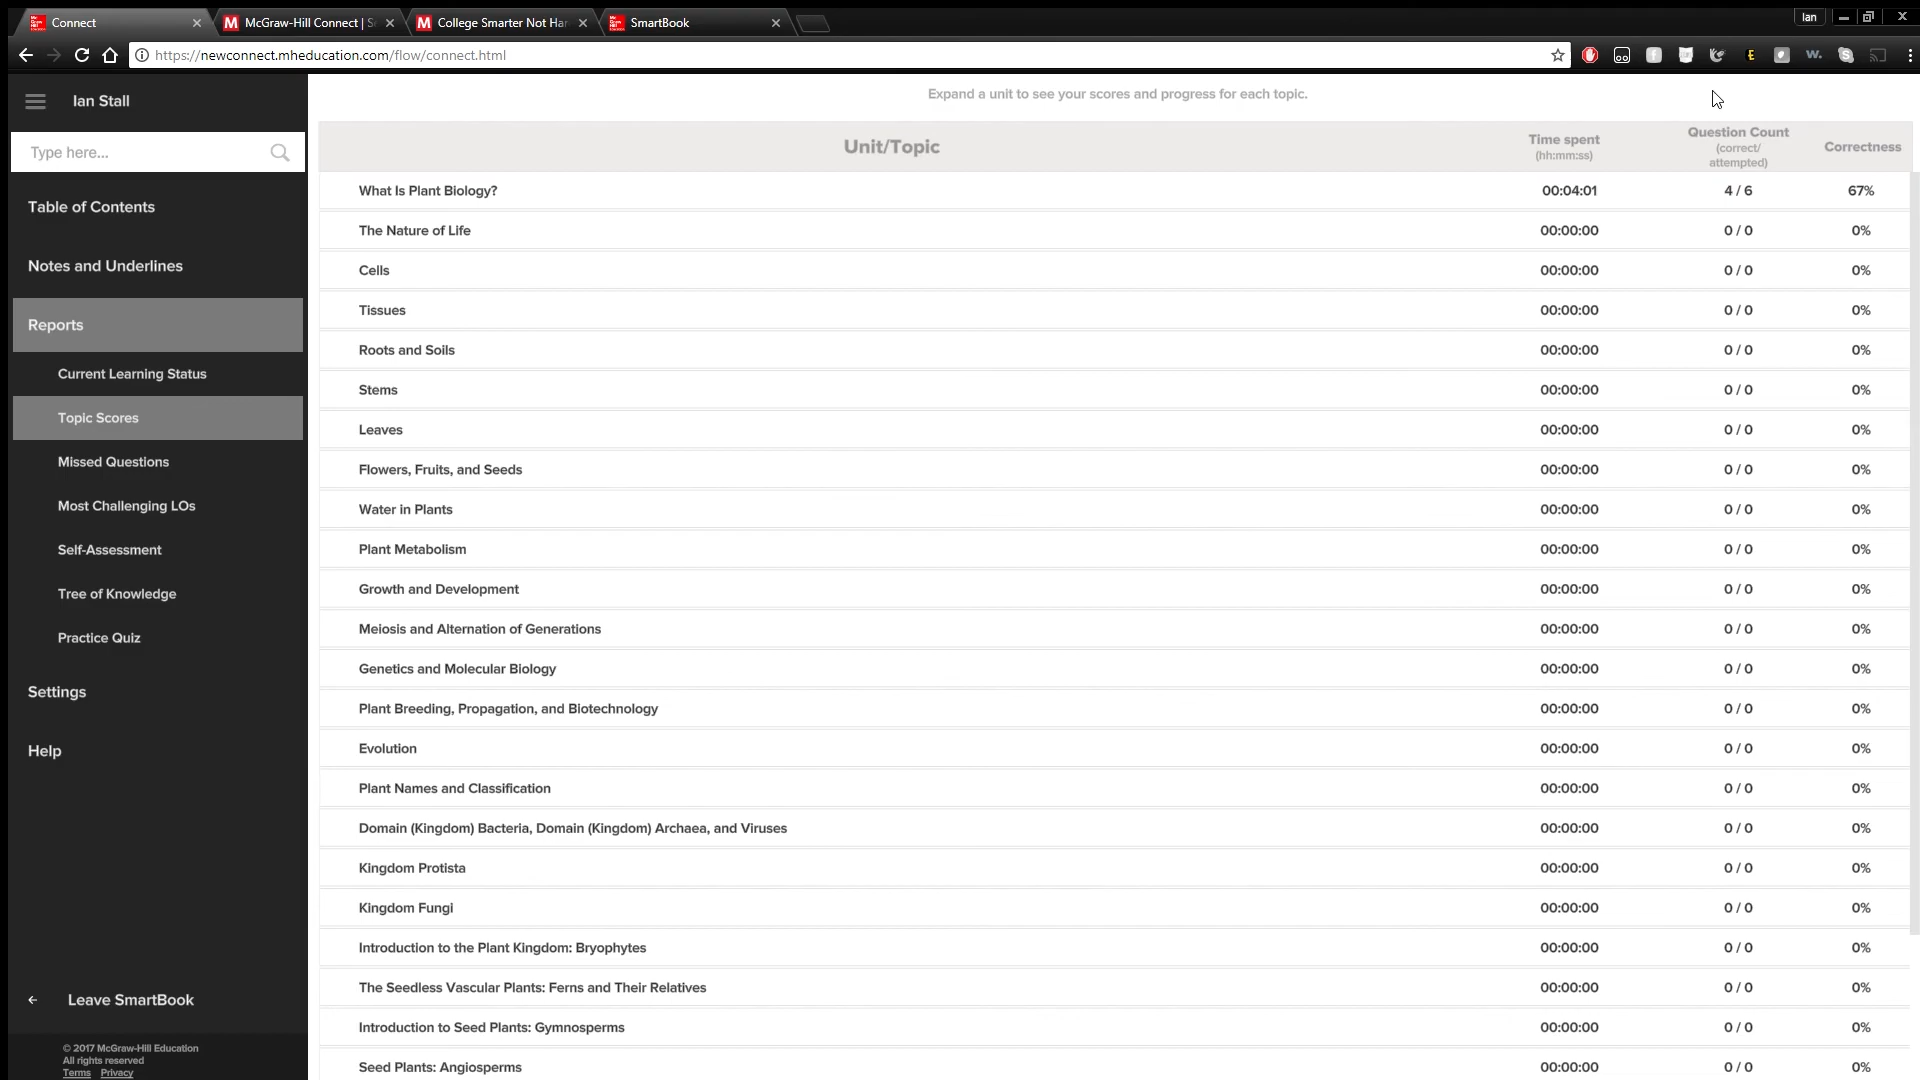 Connect
McGraw-Hill Connect | S
College Smarter Not Har
SmartBook
Ian
https://newconnect.mheducation.com/flow/connect.html
Ian Stall
Type here...
Table of Contents
Notes and Underlines
Reports
Current Learning Status
Topic Scores
Missed Questions
Most Challenging LOs
Self-Assessment
Tree of Knowledge
Practice Quiz
Settings
Help
Leave SmartBook
© 2017 McGraw-Hill Education
All rights reserved
Terms Privacy
Expand a unit to see your scores and progress for each topic.
Unit/Topic Time spent (hh:mm:ss) Question Count (correct/ attempted) Correctness
What Is Plant Biology? 00:04:01 4 / 6 67%
The Nature of Life 00:00:00 0 / 0 0%
Cells 00:00:00 0 / 0 0%
Tissues 00:00:00 0 / 0 0%
Roots and Soils 00:00:00 0 / 0 0%
Stems 00:00:00 0 / 0 0%
Leaves 00:00:00 0 / 0 0%
Flowers, Fruits, and Seeds 00:00:00 0 / 0 0%
Water in Plants 00:00:00 0 / 0 0%
Plant Metabolism 00:00:00 0 / 0 0%
Growth and Development 00:00:00 0 / 0 0%
Meiosis and Alternation of Generations 00:00:00 0 / 0 0%
Genetics and Molecular Biology 00:00:00 0 / 0 0%
Plant Breeding, Propagation, and Biotechnology 00:00:00 0 / 0 0%
Evolution 00:00:00 0 / 0 0%
Plant Names and Classification 00:00:00 0 / 0 0%
Domain (Kingdom) Bacteria, Domain (Kingdom) Archaea, and Viruses 00:00:00 0 / 0 0%
Kingdom Protista 00:00:00 0 / 0 0%
Kingdom Fungi 00:00:00 0 / 0 0%
Introduction to the Plant Kingdom: Bryophytes 00:00:00 0 / 0 0%
The Seedless Vascular Plants: Ferns and Their Relatives 00:00:00 0 / 0 0%
Introduction to Seed Plants: Gymnosperms 00:00:00 0 / 0 0%
Seed Plants: Angiosperms 00:00:00 0 / 0 0%